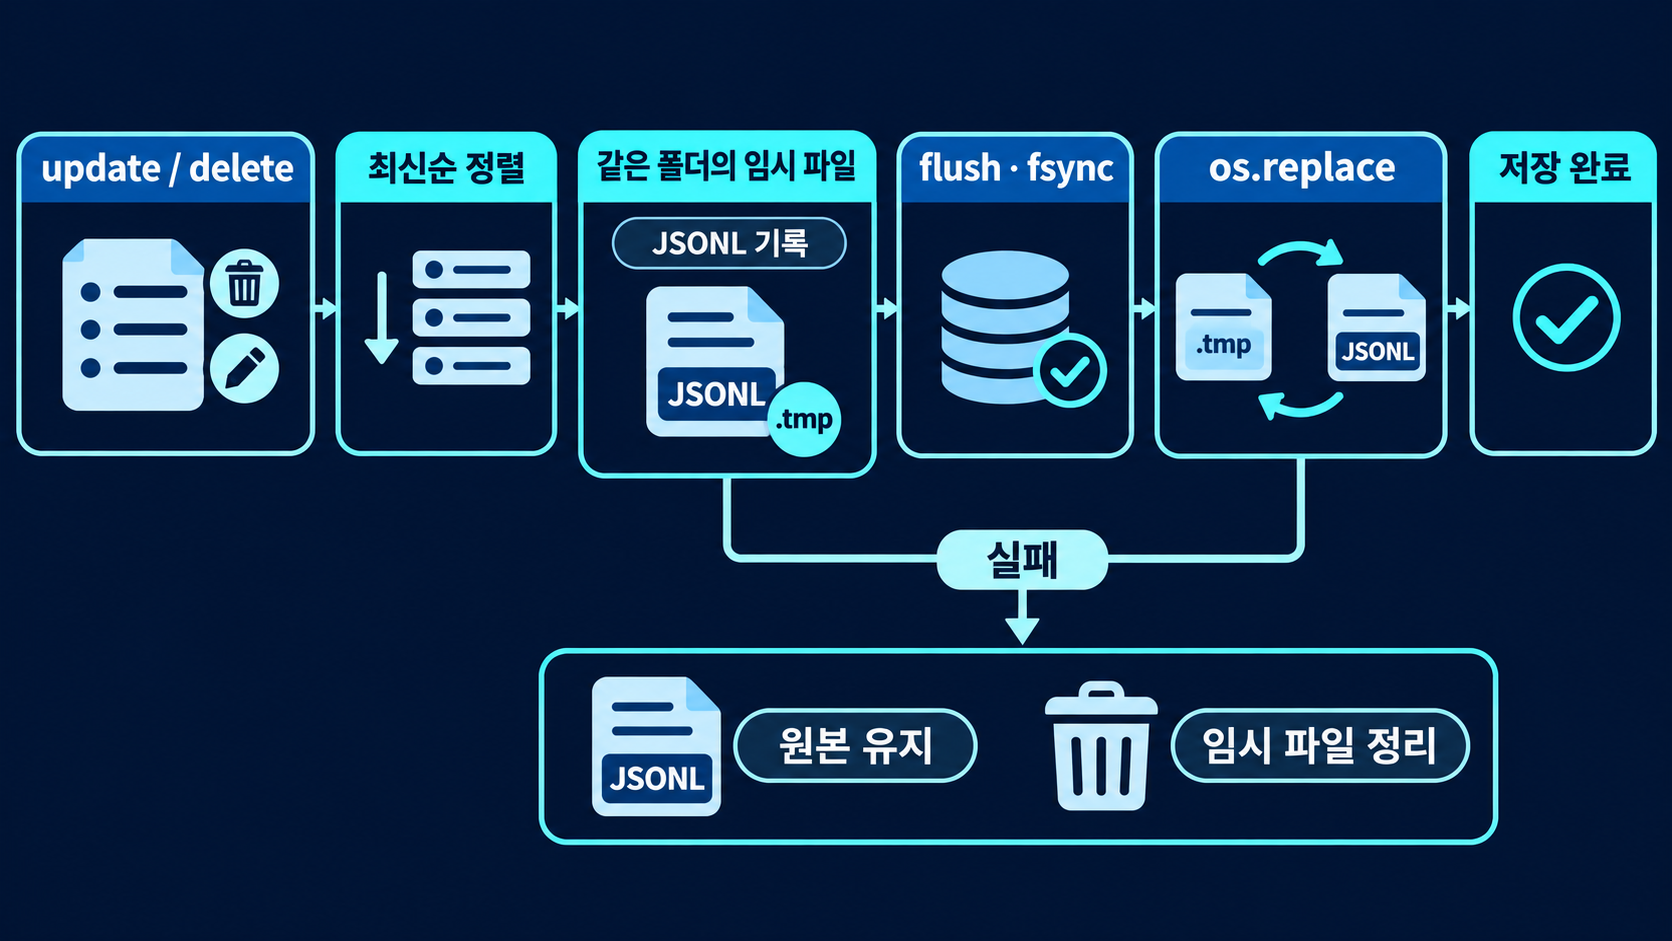 update / delete
최신순 정렬
같은 폴더의 임시 파일
flush · fsync
os.replace
저장 완료
JSONL 기록
JSONL
.tmp
.tmp
JSONL
실패
JSONL
원본 유지
임시 파일 정리